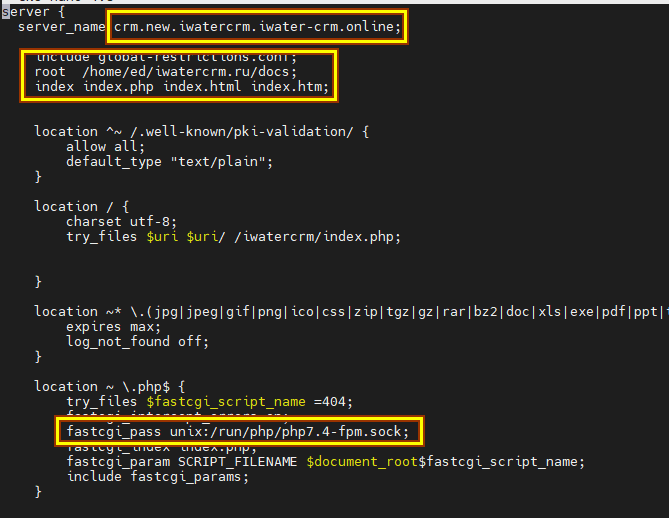 server {
server_name crm.new.iwatercrm.iwater-crm.online;
include global-restrictions.conf;
root  /home/ed/iwatercrm.ru/docs;
index index.php index.html index.htm;
location ^~ /.well-known/pki-validation/ {
allow all;
default_type "text/plain";
}
location / {
charset utf-8;
try_files $uri $uri/ /iwatercrm/index.php;
}
location ~* \.(jpg|jpeg|gif|png|ico|css|zip|tgz|gz|rar|bz2|doc|xls|exe|pdf|ppt|
expires max;
log_not_found off;
}
location ~ \.php$ {
try_files $fastcgi_script_name =404;
fastcgi_intercept_errors on;
fastcgi_pass unix:/run/php/php7.4-fpm.sock;
fastcgi_index index.php;
fastcgi_param SCRIPT_FILENAME $document_root$fastcgi_script_name;
include fastcgi_params;
}